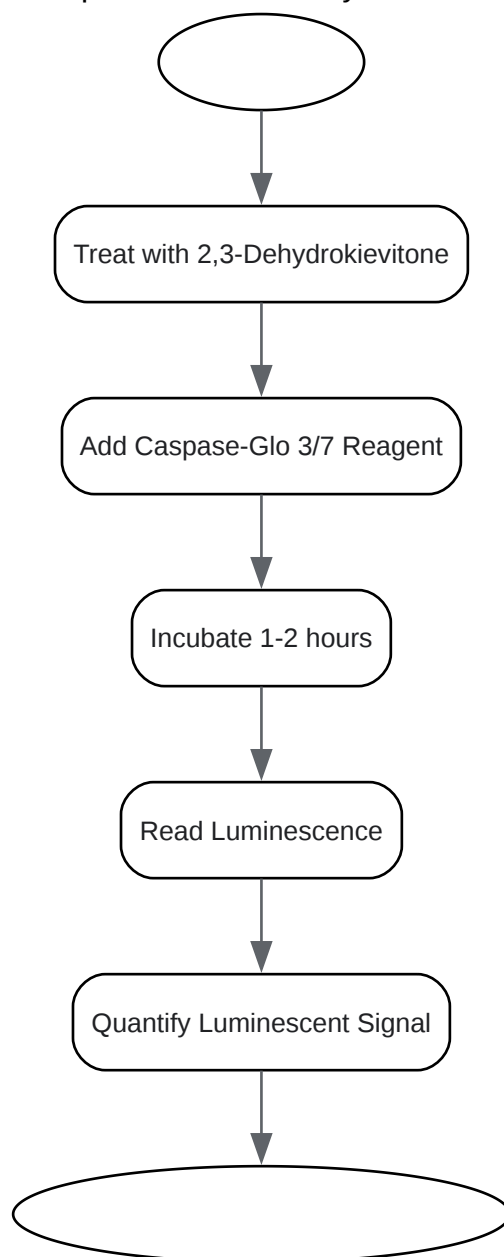 Treat with 2,3-Dehydrokievitone
Add Caspase-Glo 3/7 Reagent
Incubate 1-2 hours
Read Luminescence
Quantify Luminescent Signal